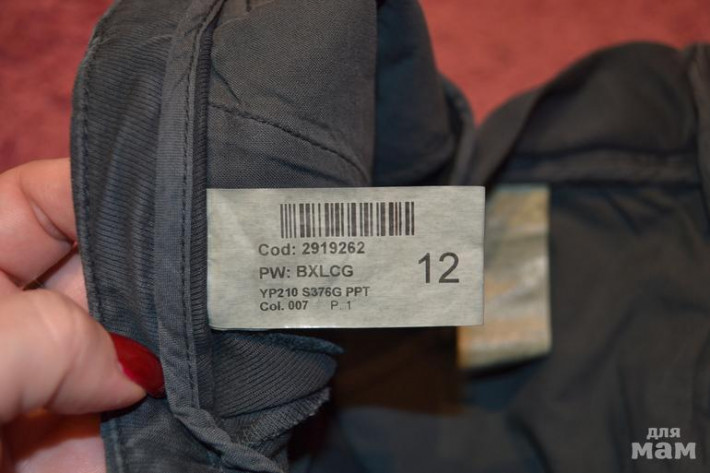 Cod: 2919262
PW: BXLCG
12
YP210 S376G PPT
Col. 007 P. 1
для
мам